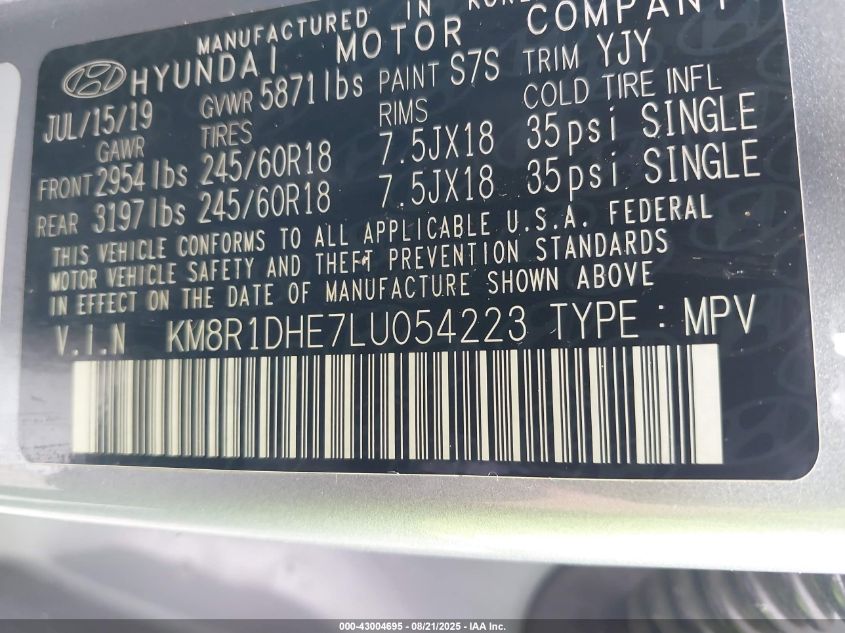 MANUFACTURED IN
HYUNDAI MOTOR COMPANY
JUL/15/19 GVWR 5871lbs PAINT S7S TRIM YJY
GAWR TIRES RIMS COLD TIRE INFL
FRONT 2954lbs 245/60R18 7.5JX18 35psi SINGLE
REAR 3197lbs 245/60R18 7.5JX18 35psi SINGLE
THIS VEHICLE CONFORMS TO ALL APPLICABLE U.S.A. FEDERAL
MOTOR VEHICLE SAFETY AND THEFT PREVENTION STANDARDS
IN EFFECT ON THE DATE OF MANUFACTURE SHOWN ABOVE
V.I.N KM8R1DHE7LU054223 TYPE : MPV
000-43004695 - 08/21/2025 - IAA Inc.